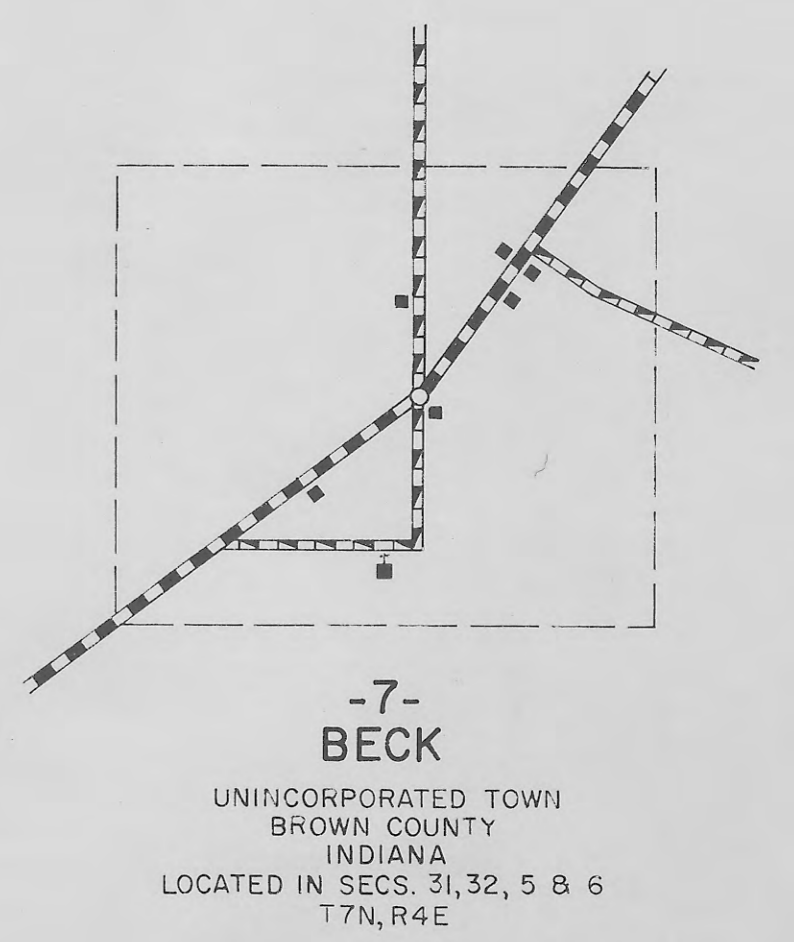 -7-
BECK
UNINCORPORATED TOWN
BROWN COUNTY
INDIANA
LOCATED IN SECS. 31,32, 5 & 6
T7N, R4E